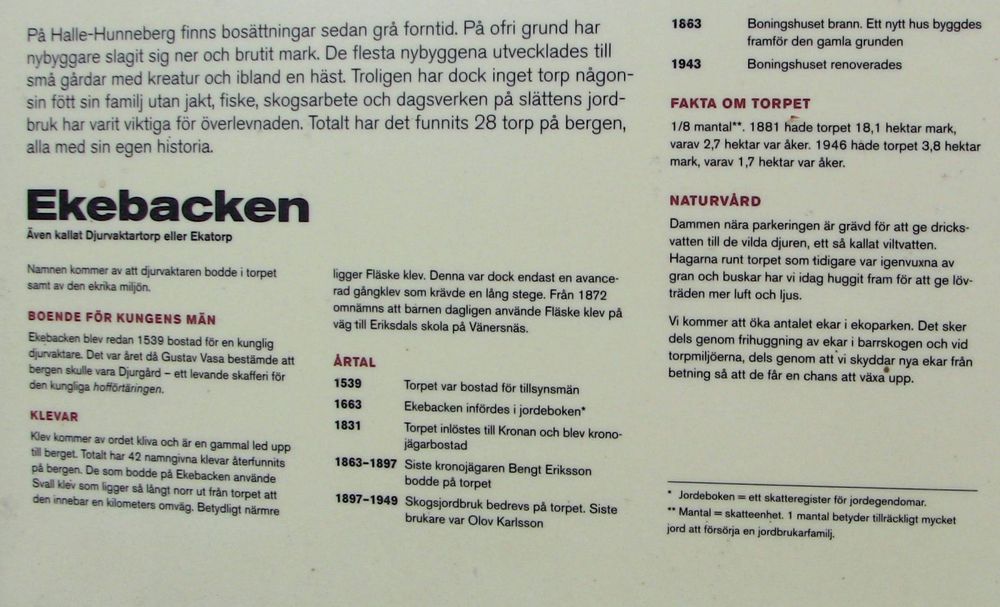 På Halle-Hunneberg finns bosättningar sedan grå forntid. På ofri grund har
nybyggare slagit sig ner och brutit mark. De flesta nybyggena utvecklades till
små gårdar med kreatur och ibland en häst. Troligen har dock inget torp någon-
sin fött sin familj utan jakt, fiske, skogsarbete och dagsverken på slättens jord-
bruk har varit viktiga för överlevnaden. Totalt har det funnits 28 torp på bergen,
alla med sin egen historia.
Ekebacken
Även kallat Djurvaktartorp eller Ekatorp
Namnen kommer av att djurvaktaren bodde i torpet
samt av den ekrika miljön.
BOENDE FÖR KUNGENS MÄN
Ekebacken blev redan 1539 bostad för en kunglig
djurvaktare. Det var året då Gustav Vasa bestämde att
bergen skulle vara Djurgård – ett levande skafferi för
den kungliga hofförtäringen.
KLEVAR
Klev kommer av ordet kliva och är en gammal led upp
till berget. Totalt har 42 namngivna klevar återfunnits
på bergen. De som bodde på Ekebacken använde
Svall klev som ligger så långt norr ut från torpet att
den innebar en kilometers omväg. Betydligt närmre
ligger Fläske klev. Denna var dock endast en avance-
rad gångklev som krävde en lång stege. Från 1872
omnämns att barnen dagligen använde Fläske klev på
väg till Eriksdals skola på Vänersnäs.
ÅRTAL
1539 Torpet var bostad för tillsynsmän
1663 Ekebacken infördes i jordeboken*
1831 Torpet inlöstes till Kronan och blev krono-
jägarbostad
1863–1897 Siste kronojägaren Bengt Eriksson
bodde på torpet
1897-1949 Skogsjordbruk bedrevs på torpet. Siste
brukare var Olov Karlsson
1863 Boningshuset brann. Ett nytt hus byggdes
framför den gamla grunden
1943 Boningshuset renoverades
FAKTA OM TORPET
1/8 mantal**. 1881 hade torpet 18,1 hektar mark,
varav 2,7 hektar var åker. 1946 hade torpet 3,8 hektar
mark, varav 1,7 hektar var åker.
NATURVÅRD
Dammen nära parkeringen är grävd för att ge dricks-
vatten till de vilda djuren, ett så kallat viltvatten.
Hagarna runt torpet som tidigare var igenvuxna av
gran och buskar har vi idag huggit fram för att ge löv-
träden mer luft och ljus.
Vi kommer att öka antalet ekar i ekoparken. Det sker
dels genom frihuggning av ekar i barrskogen och vid
torpmiljöerna, dels genom att vi skyddar nya ekar från
betning så att de får en chans att växa upp.
* Jordeboken = ett skatteregister för jordegendomar.
** Mantal = skatteenhet. 1 mantal betyder tillräckligt mycket
jord att försörja en jordbrukarfamilj.